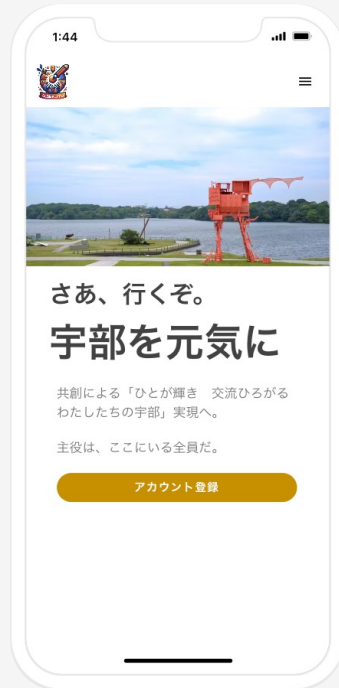 1:44
さあ、行くぞ。
宇部を元気に
共創による「ひとが輝き　交流ひろがる
わたしたちの宇部」実現へ。
主役は、ここにいる全員だ。
アカウント登録